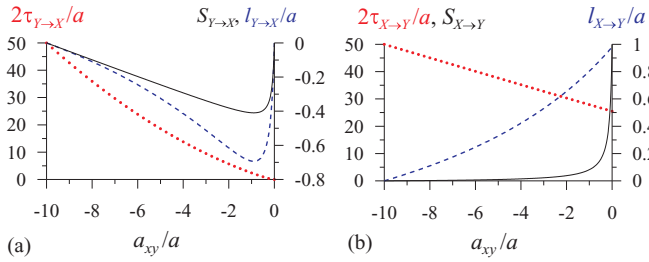 2τ_{Y→X}/a S_{Y→X}, l_{Y→X}/a
50 40 30 20 10 0
0 -0.2 -0.4 -0.6 -0.8
-10 -8 -6 -4 -2 0
(a) a_{xy}/a
2τ_{X→Y}/a, S_{X→Y} l_{X→Y}/a
50 40 30 20 10 0
1 0.8 0.6 0.4 0.2 0
-10 -8 -6 -4 -2 0
(b) a_{xy}/a